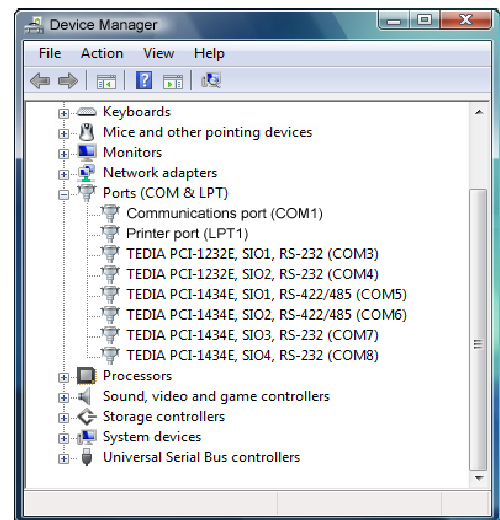 Device Manager
File Action View Help
Keyboards
Mice and other pointing devices
Monitors
Network adapters
Ports (COM & LPT)
Communications port (COM1)
Printer port (LPT1)
TEDIA PCI-1232E, SIO1, RS-232 (COM3)
TEDIA PCI-1232E, SIO2, RS-232 (COM4)
TEDIA PCI-1434E, SIO1, RS-422/485 (COM5)
TEDIA PCI-1434E, SIO2, RS-422/485 (COM6)
TEDIA PCI-1434E, SIO3, RS-232 (COM7)
TEDIA PCI-1434E, SIO4, RS-232 (COM8)
Processors
Sound, video and game controllers
Storage controllers
System devices
Universal Serial Bus controllers